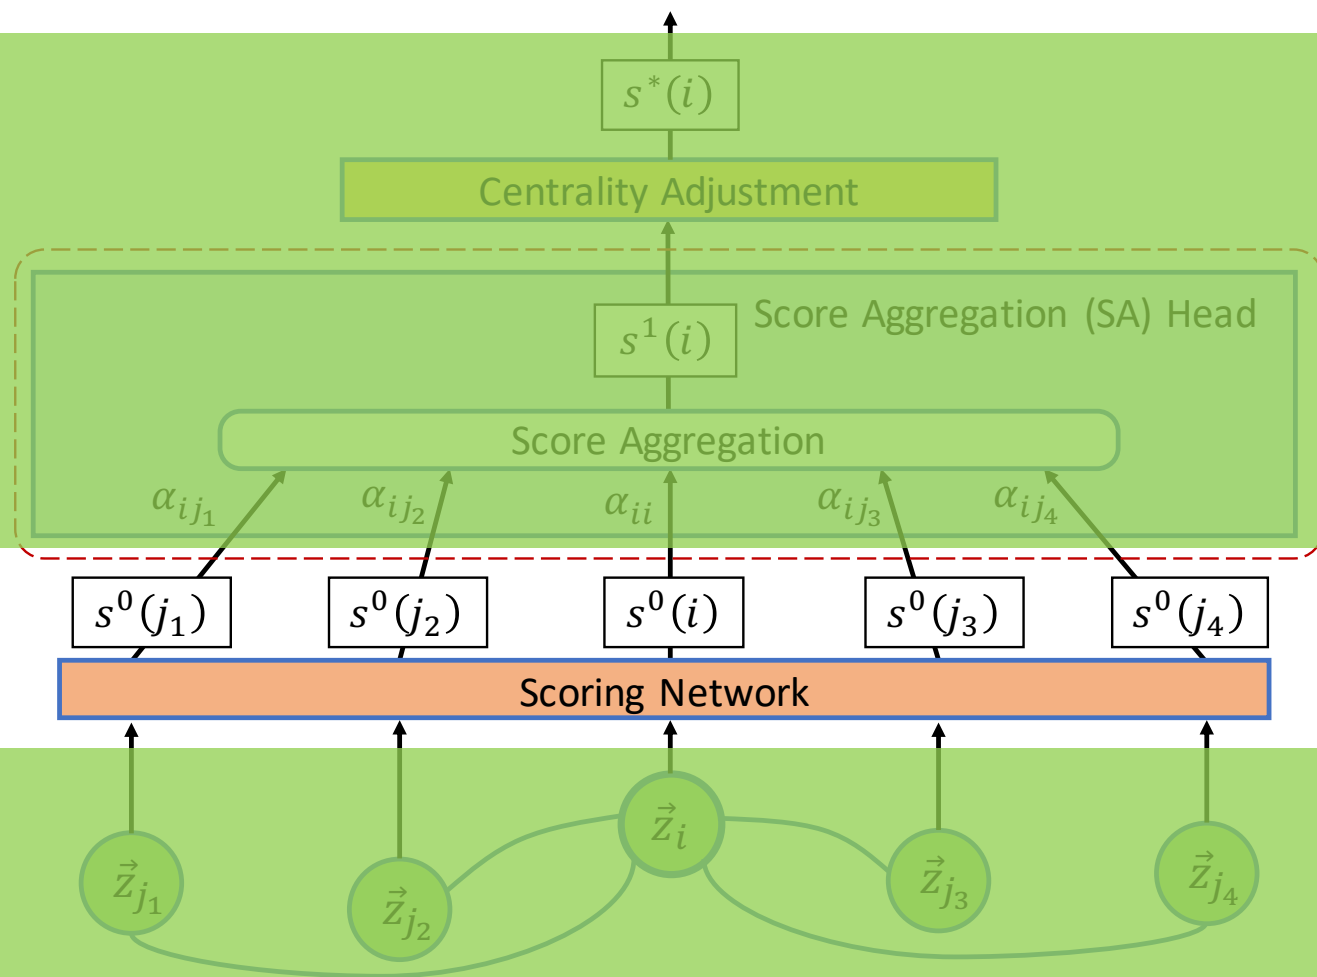 s*(i)
Centrality Adjustment
Score Aggregation (SA) Head
s¹(i)
Score Aggregation
α_{ij₁} α_{ij₂} α_{ii} α_{ij₃} α_{ij₄}
s⁰(j₁) s⁰(j₂) s⁰(i) s⁰(j₃) s⁰(j₄)
Scoring Network
z⃗_{j₁} z⃗_{j₂} z⃗_i z⃗_{j₃} z⃗_{j₄}